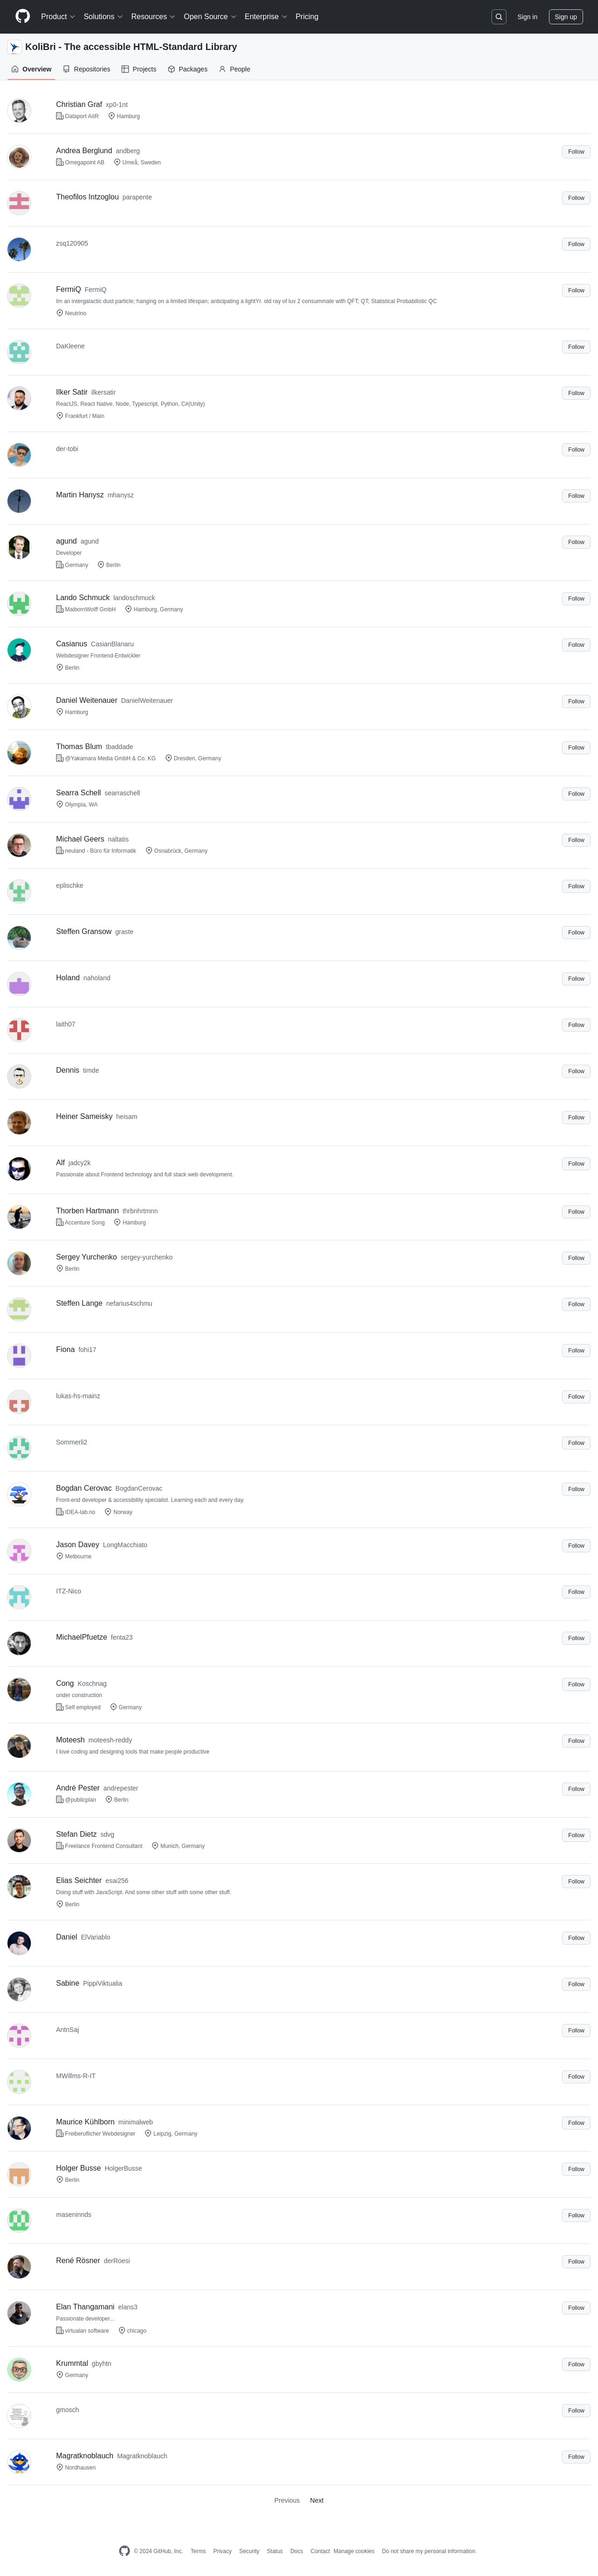 Product Solutions Resources Open Source Enterprise Pricing Sign in Sign up
KoliBri - The accessible HTML-Standard Library
Overview Repositories Projects Packages People
Christian Graf xp0-1nt
Dataport AöR Hamburg
Andrea Berglund andberg Follow
Omegapoint AB Umeå, Sweden
Theofilos Intzoglou parapente Follow
zsq120905 Follow
FermiQ FermiQ Follow
Im an intergalactic dust particle; hanging on a limited lifespan; anticipating a lightYr. old ray of luv 2 consummate with QFT; QT; Statistical Probabilistic QC
Neutrino
DaKleene Follow
Ilker Satir ilkersatir Follow
ReactJS, React Native, Node, Typescript, Python, C#(Unity)
Frankfurt / Main
der-tobi Follow
Martin Hanysz mhanysz Follow
agund agund Follow
Developer
Germany Berlin
Lando Schmuck landoschmuck Follow
MaibornWolff GmbH Hamburg, Germany
Casianus CasianBlanaru Follow
Webdesigner Frontend-Entwickler
Berlin
Daniel Weitenauer DanielWeitenauer Follow
Hamburg
Thomas Blum tbaddade Follow
@Yakamara Media GmbH & Co. KG Dresden, Germany
Searra Schell searraschell Follow
Olympia, WA
Michael Geers naltatis Follow
neuland - Büro für Informatik Osnabrück, Germany
eplischke Follow
Steffen Gransow graste Follow
Holand naholand Follow
laith07 Follow
Dennis timde Follow
Heiner Sameisky heisam Follow
Alf jadcy2k Follow
Passionate about Frontend technology and full stack web development.
Thorben Hartmann thrbnhrtmnn Follow
Accenture Song Hamburg
Sergey Yurchenko sergey-yurchenko Follow
Berlin
Steffen Lange nefarius4schmu Follow
Fiona fohi17 Follow
lukas-hs-mainz Follow
Sommerli2 Follow
Bogdan Cerovac BogdanCerovac Follow
Front-end developer & accessibility specialist. Learning each and every day.
IDEA-lab.no Norway
Jason Davey LongMacchiato Follow
Melbourne
ITZ-Nico Follow
MichaelPfuetze fenta23 Follow
Cong Koschnag Follow
under construction
Self employed Germany
Moteesh moteesh-reddy Follow
I love coding and designing tools that make people productive
André Pester andrepester Follow
@publicplan Berlin
Stefan Dietz sdvg Follow
Freelance Frontend Consultant Munich, Germany
Elias Seichter esai256 Follow
Doing stuff with JavaScript. And some other stuff with some other stuff.
Berlin
Daniel ElVariablo Follow
Sabine PippiViktualia Follow
AntnSaj Follow
MWillms-R-IT Follow
Maurice Kühlborn minimalweb Follow
Freiberuflicher Webdesigner Leipzig, Germany
Holger Busse HolgerBusse Follow
Berlin
maseninnds Follow
René Rösner derRoesi Follow
Elan Thangamani elans3 Follow
Passionate developer...
virtualan software chicago
Krummtal gbyhtn Follow
Germany
gmosch Follow
Magratknoblauch Magratknoblauch Follow
Nordhausen
Previous Next
© 2024 GitHub, Inc. Terms Privacy Security Status Docs Contact Manage cookies Do not share my personal information